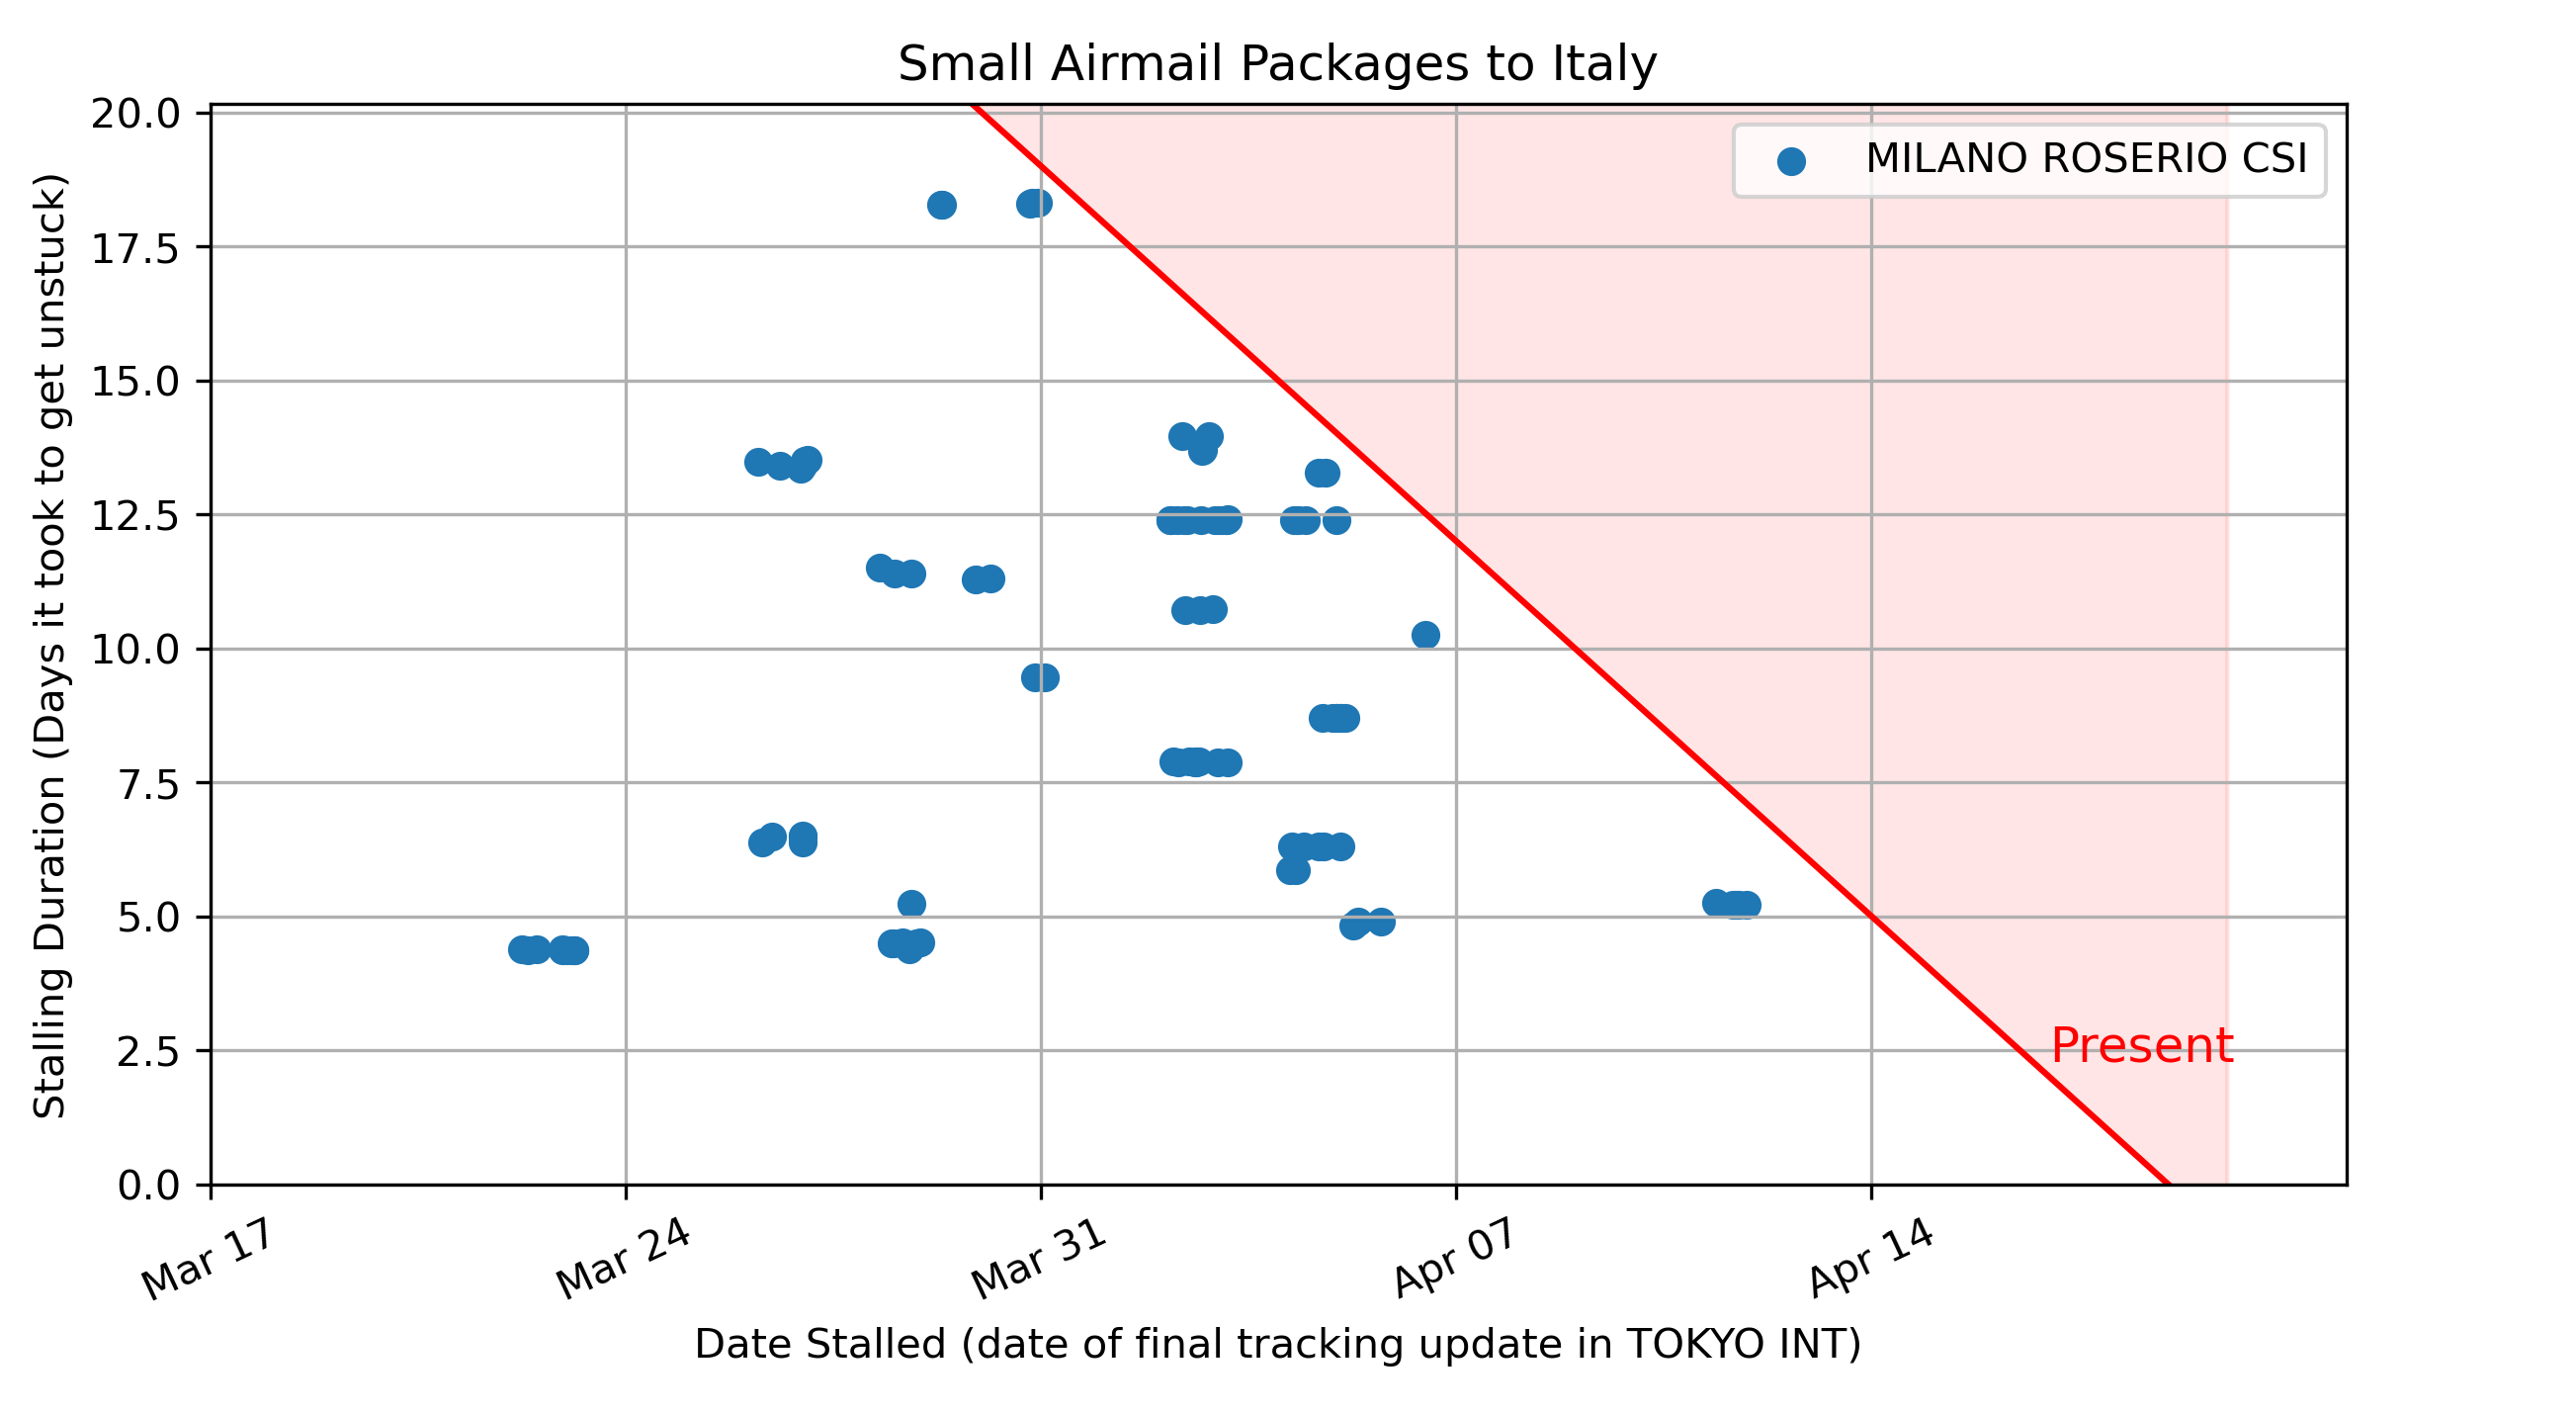 Small Airmail Packages to Italy
MILANO ROSERIO CSI
Stalling Duration (Days it took to get unstuck)
20.0
17.5
15.0
12.5
10.0
7.5
5.0
2.5
0.0
Present
Mar 17
Mar 24
Mar 31
Apr 07
Apr 14
Date Stalled (date of final tracking update in TOKYO INT)